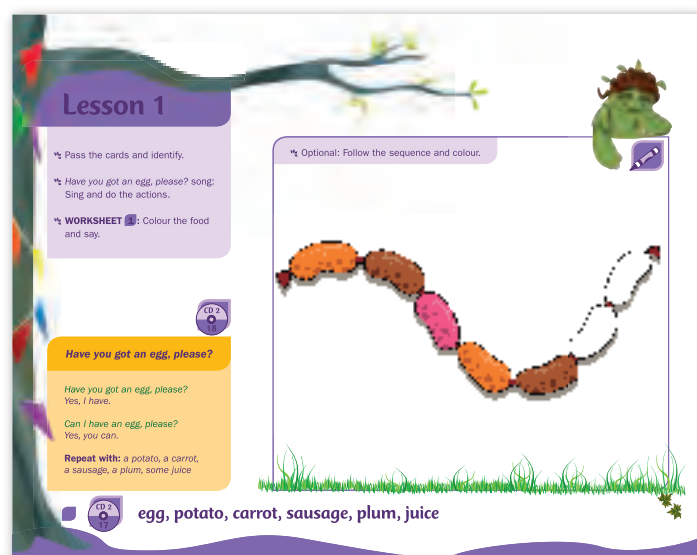 Lesson 1
Pass the cards and identify.
Have you got an egg, please? song:
Sing and do the actions.
WORKSHEET 1: Colour the food
and say.
Optional: Follow the sequence and colour.
CD 2
18
Have you got an egg, please?
Have you got an egg, please?
Yes, I have.
Can I have an egg, please?
Yes, you can.
Repeat with: a potato, a carrot,
a sausage, a plum, some juice
CD 2
17
egg, potato, carrot, sausage, plum, juice